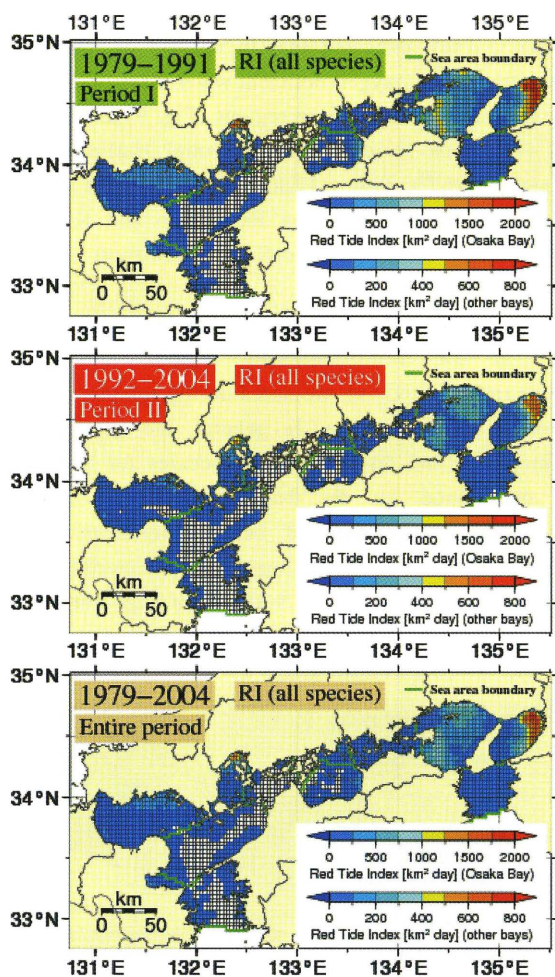 35°N
1979–1991 RI (all species) Sea area boundary
Period I
34°N
0 500 1000 1500 2000
Red Tide Index [km² day] (Osaka Bay)
km
0 50
0 200 400 600 800
Red Tide Index [km² day] (other bays)
33°N
131° 132° 133° 134° 135°
35°N
1992–2004 RI (all species) Sea area boundary
Period II
34°N
0 500 1000 1500 2000
Red Tide Index [km² day] (Osaka Bay)
km
0 50
0 200 400 600 800
Red Tide Index [km² day] (other bays)
33°N
131° 132° 133° 134° 135°
35°N
1979–2004 RI (all species) Sea area boundary
Entire period
34°N
0 500 1000 1500 2000
Red Tide Index [km² day] (Osaka Bay)
km
0 50
0 200 400 600 800
Red Tide Index [km² day] (other bays)
33°N
131° 132° 133° 134° 135°